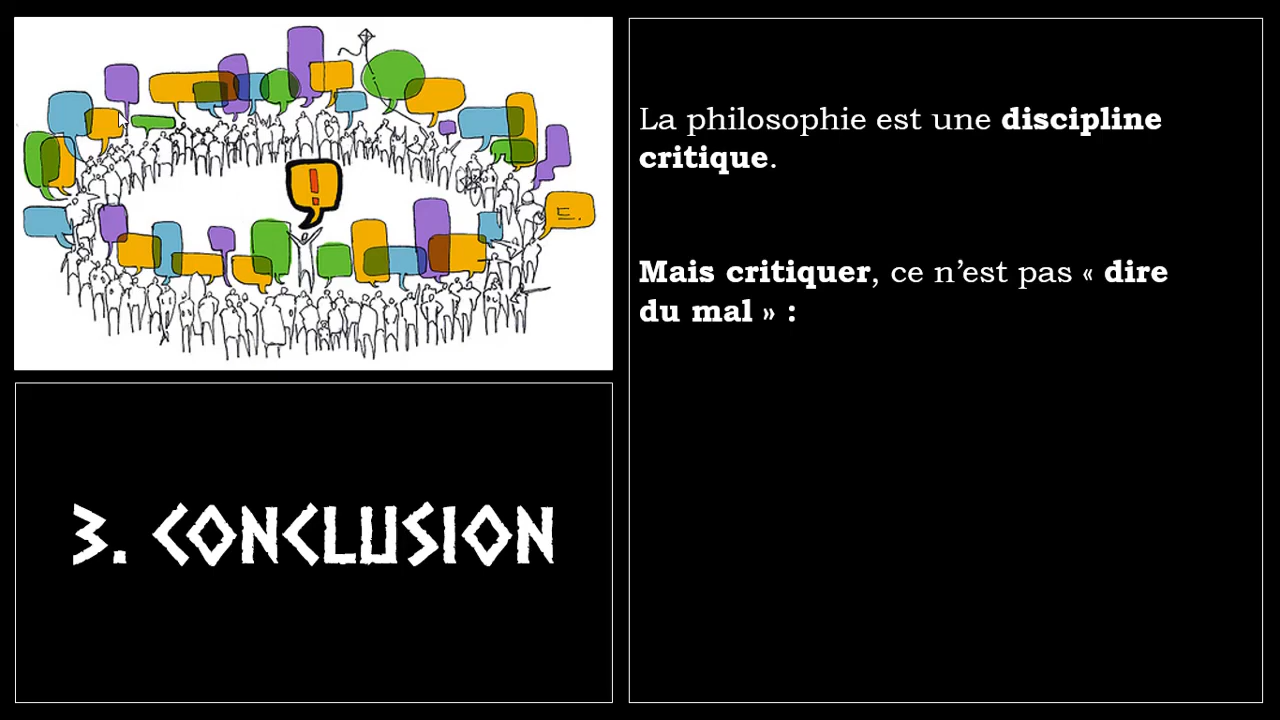 !
E.
3. CONCLUSION
La philosophie est une discipline
critique.
Mais critiquer, ce n’est pas « dire
du mal » :